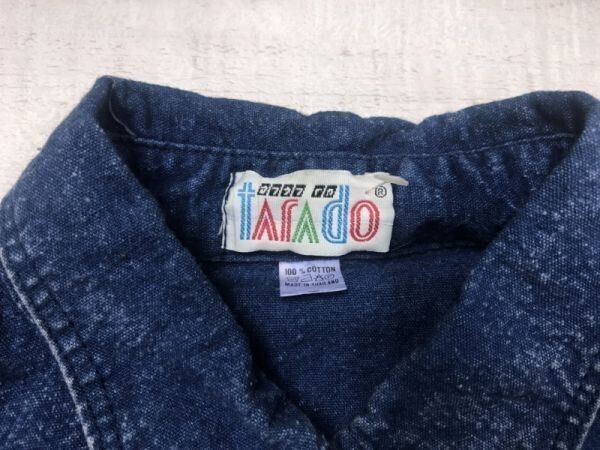 tarado ®
100 % COTTON
MADE IN THAILAND